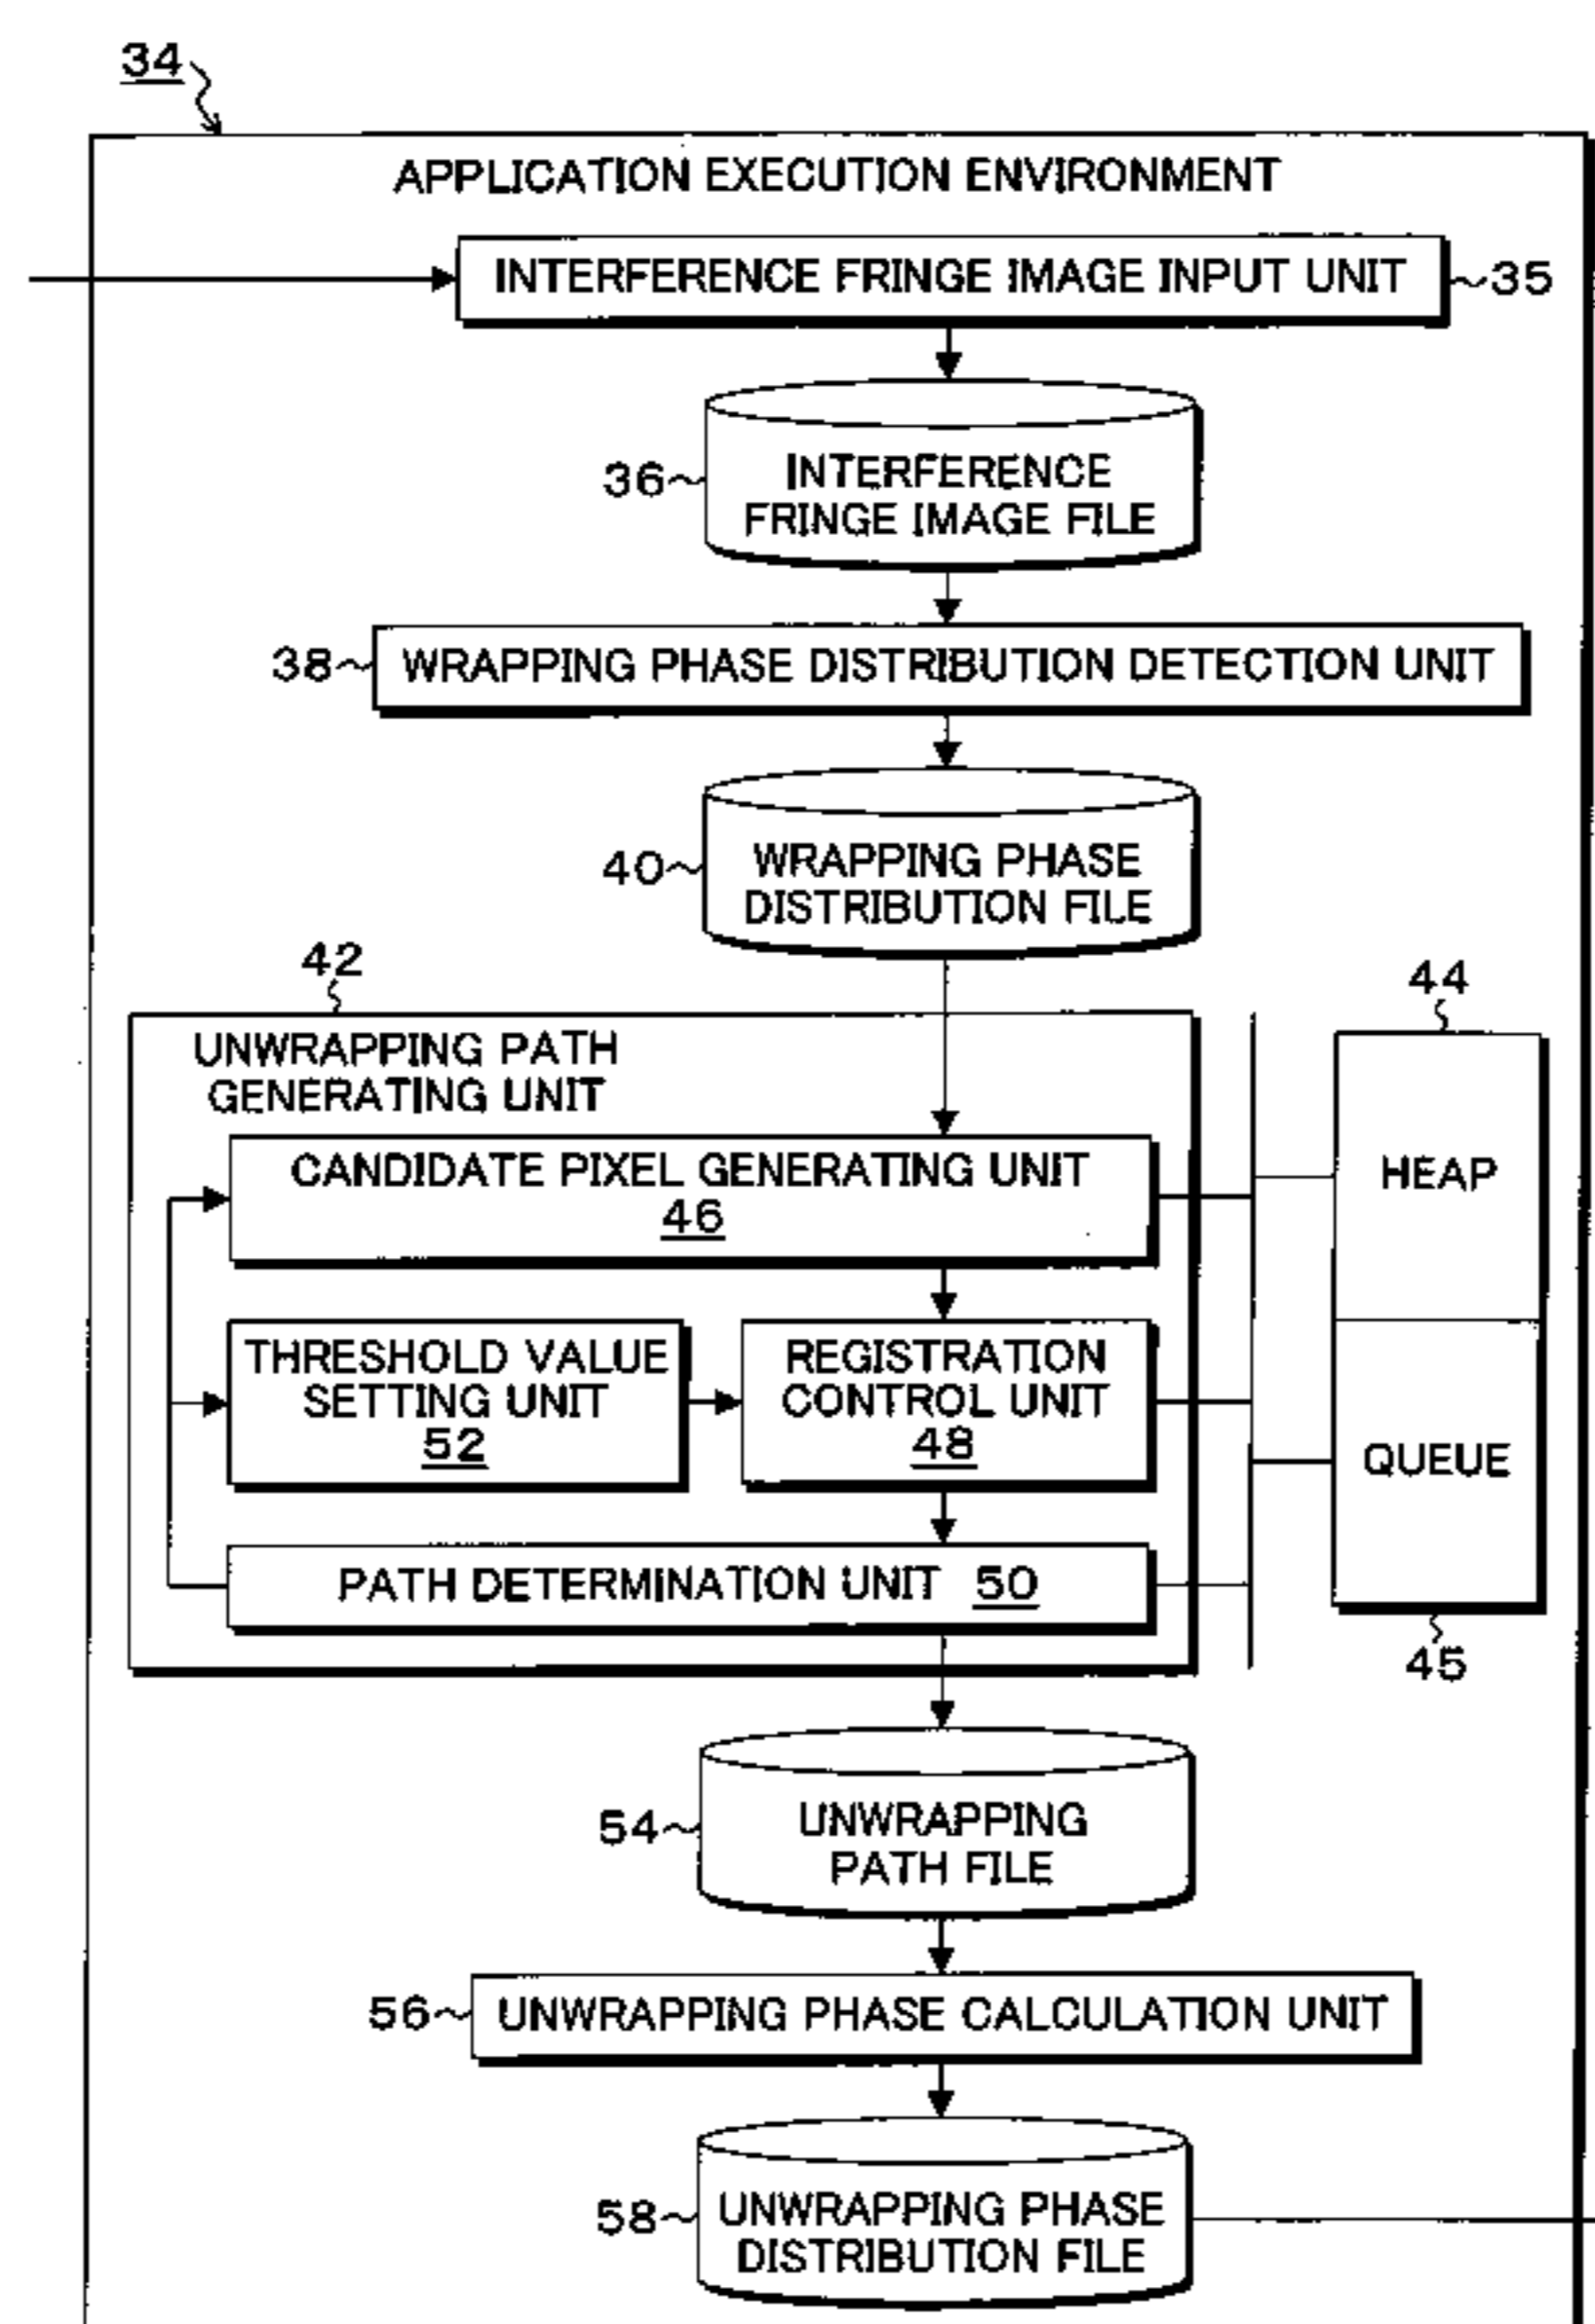 34
APPLICATION EXECUTION ENVIRONMENT
INTERFERENCE FRINGE IMAGE INPUT UNIT
35
36
INTERFERENCE
FRINGE IMAGE FILE
38
WRAPPING PHASE DISTRIBUTION DETECTION UNIT
40
WRAPPING PHASE
DISTRIBUTION FILE
42
44
UNWRAPPING PATH
GENERATING UNIT
CANDIDATE PIXEL GENERATING UNIT
46
HEAP
THRESHOLD VALUE
SETTING UNIT
52
REGISTRATION
CONTROL UNIT
48
QUEUE
PATH DETERMINATION UNIT 50
45
54
UNWRAPPING
PATH FILE
56
UNWRAPPING PHASE CALCULATION UNIT
58
UNWRAPPING PHASE
DISTRIBUTION FILE